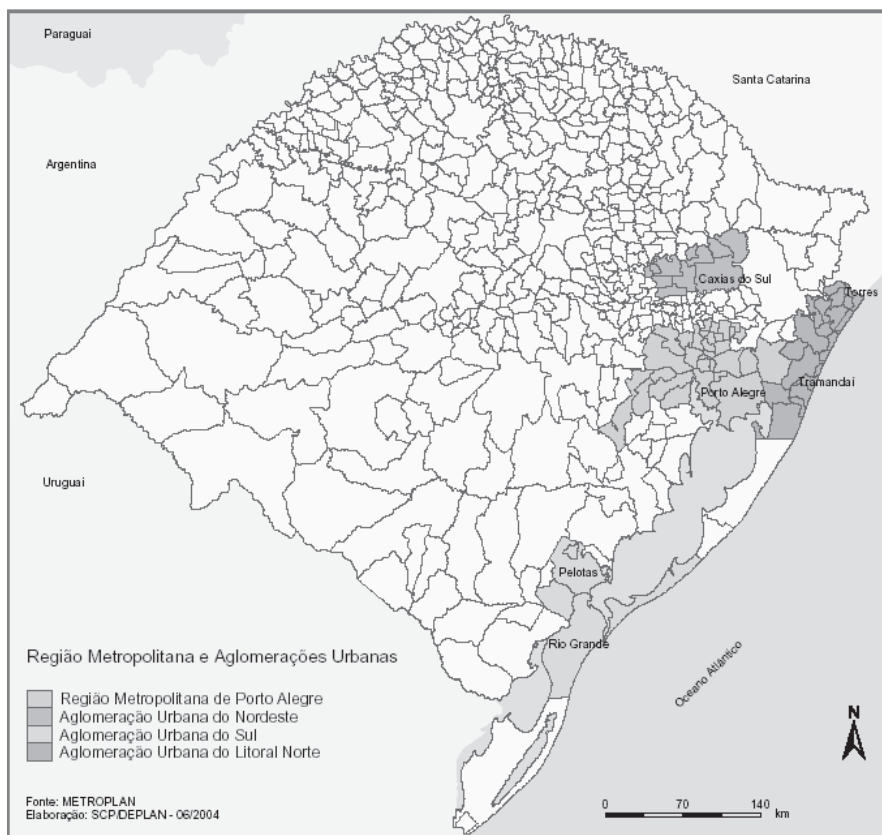 Paraguai
Santa Catarina
Argentina
Caxias do Sul
Torres
Tramandaí
Porto Alegre
Uruguai
Pelotas
Rio Grande
Oceano Atlântico
Região Metropolitana e Aglomerações Urbanas
Região Metropolitana de Porto Alegre
Aglomeração Urbana do Nordeste
Aglomeração Urbana do Sul
Aglomeração Urbana do Litoral Norte
N
Fonte: METROPLAN
Elaboração: SCP/DEPLAN - 06/2004
0 70 140
km